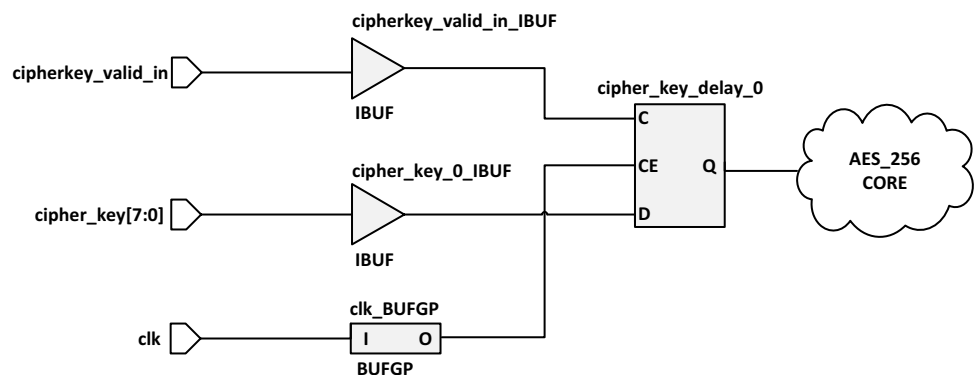 cipherkey_valid_in_IBUF
cipherkey_valid_in
IBUF
cipher_key_delay_0
C
CE
Q
D
AES_256
CORE
cipher_key_0_IBUF
cipher_key[7:0]
IBUF
clk_BUFGP
clk
I
O
BUFGP